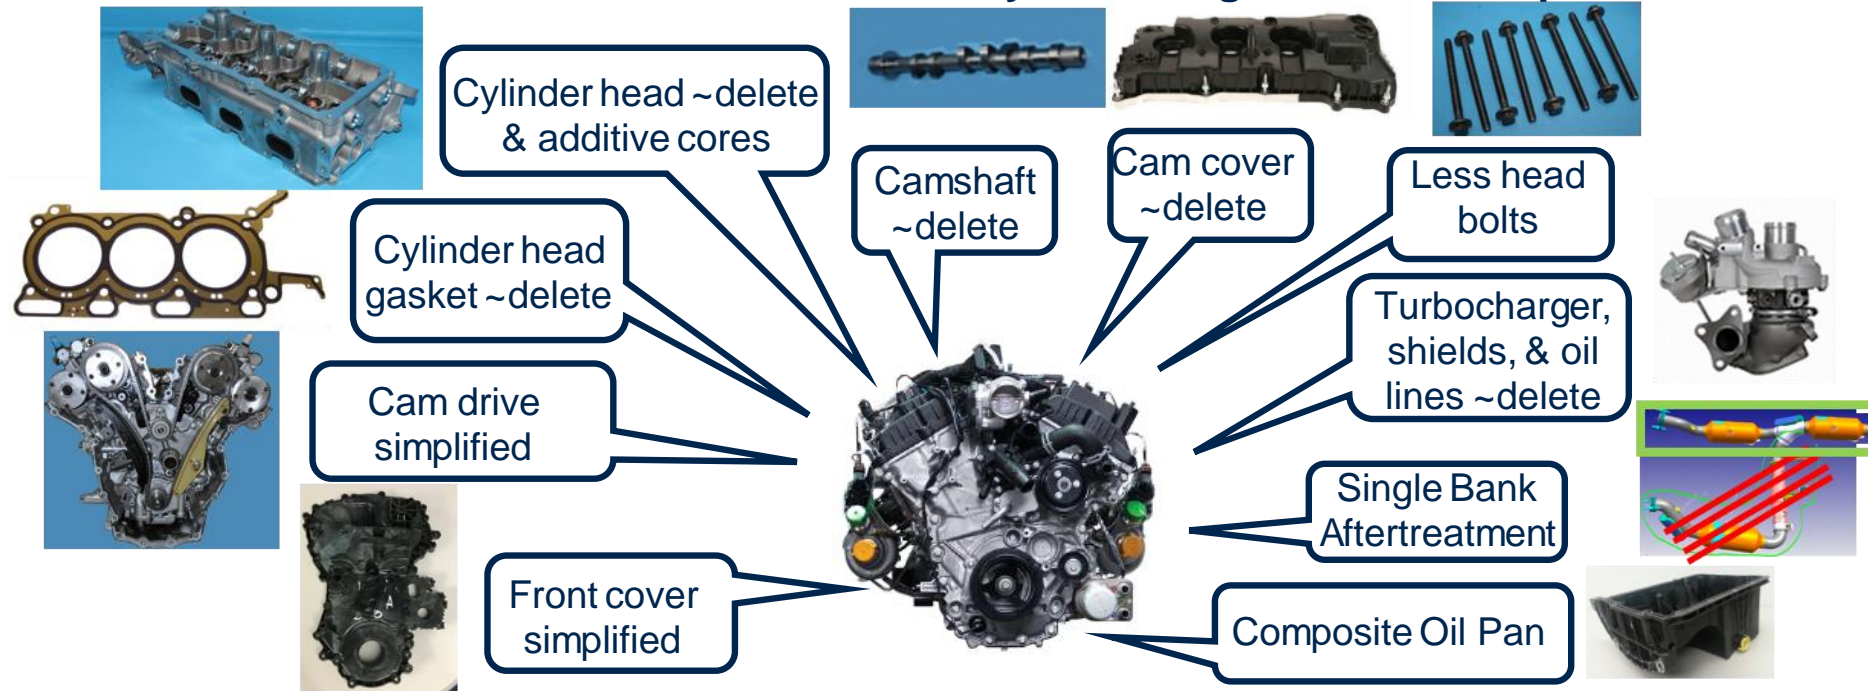 Cylinder head ~delete
& additive cores
Camshaft
~delete
Cam cover
~delete
Less head
bolts
Cylinder head
gasket ~delete
Turbocharger,
shields, & oil
lines ~delete
Cam drive
simplified
Single Bank
Aftertreatment
Front cover
simplified
Composite Oil Pan